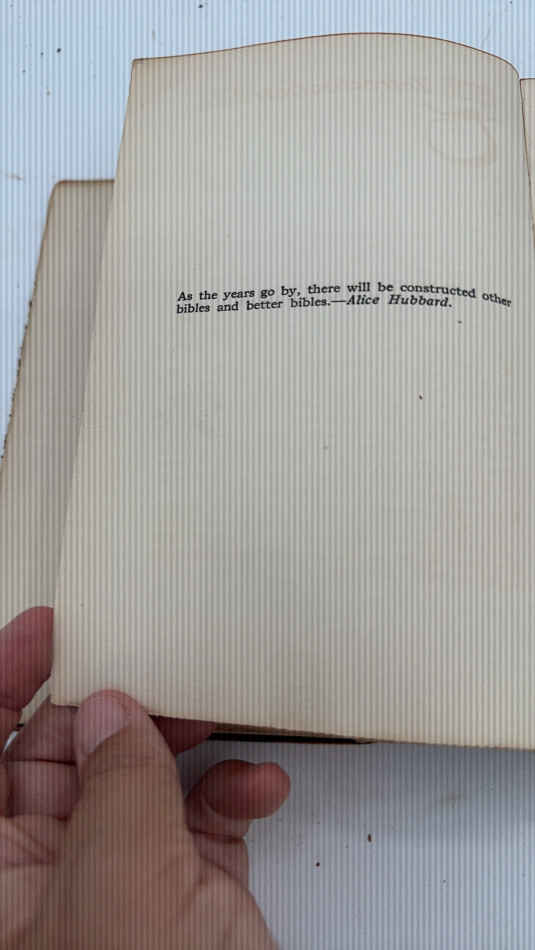 As the years go by, there will be constructed other
bibles and better bibles.—Alice Hubbard.